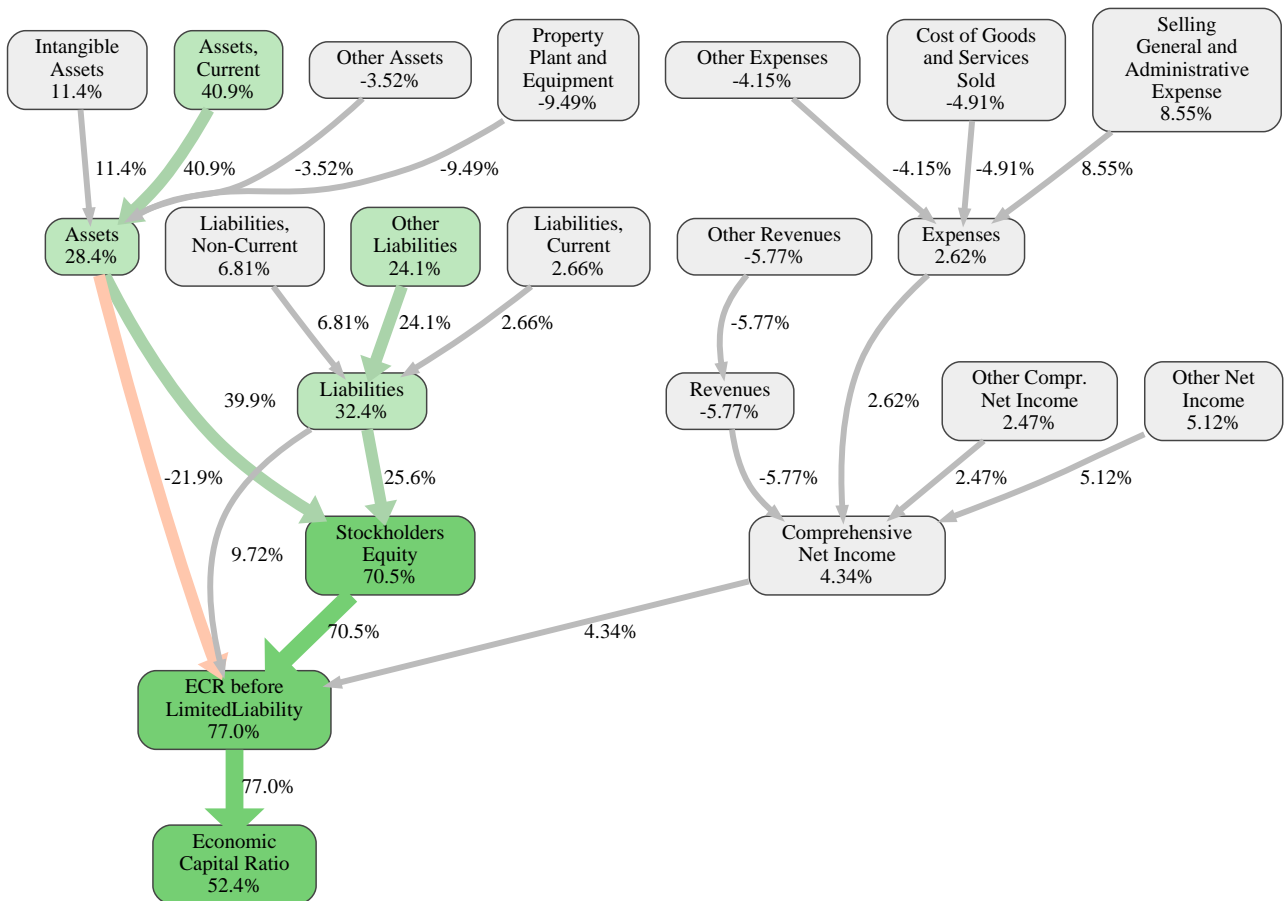 Intangible
Assets
11.4%
Assets,
Current
40.9%
Other Assets
-3.52%
Property
Plant and
Equipment
-9.49%
Other Expenses
-4.15%
Cost of Goods
and Services
Sold
-4.91%
Selling
General and
Administrative
Expense
8.55%
11.4%
40.9%
-3.52%
-9.49%
-4.15%
-4.91%
8.55%
Assets
28.4%
Liabilities,
Non-Current
6.81%
Other
Liabilities
24.1%
Liabilities,
Current
2.66%
Other Revenues
-5.77%
Expenses
2.62%
6.81%
24.1%
2.66%
-5.77%
39.9%
Liabilities
32.4%
Revenues
-5.77%
2.62%
Other Compr.
Net Income
2.47%
Other Net
Income
5.12%
-21.9%
25.6%
-5.77%
2.47%
5.12%
9.72%
Stockholders
Equity
70.5%
Comprehensive
Net Income
4.34%
70.5%
4.34%
ECR before
LimitedLiability
77.0%
77.0%
Economic
Capital Ratio
52.4%